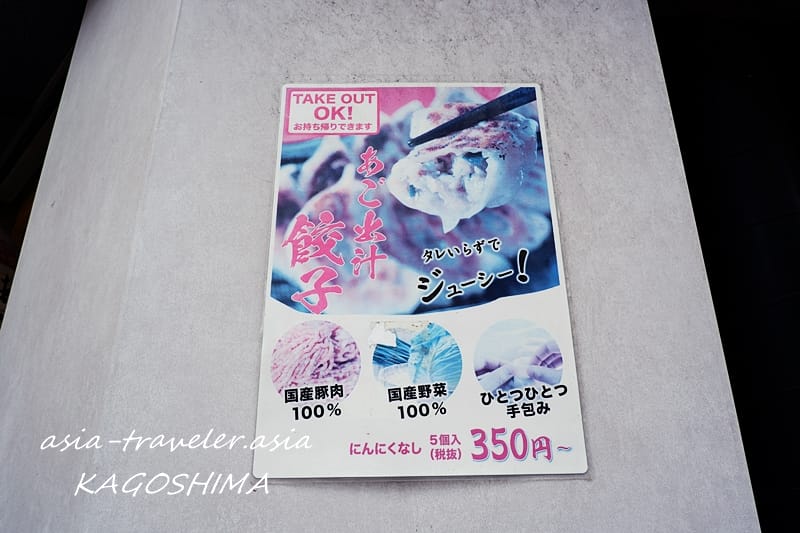 TAKE OUT
OK!
お持ち帰りできます
あご出汁
餃子
タレいらずで
ジューシー!
国産豚肉
100%
国産野菜
100%
ひとつひとつ
手包み
にんにくなし
5個入
(税抜)
350円~
asia-traveler.asia
KAGOSHIMA